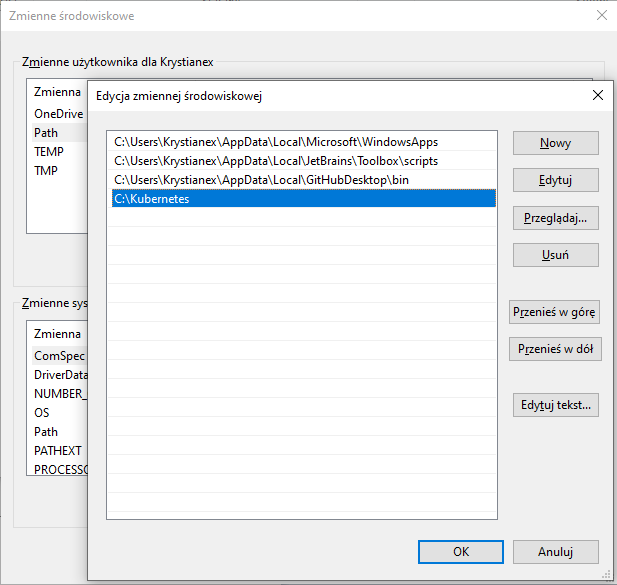 Zmienne środowiskowe
Zmienne użytkownika dla Krystianex
Zmienna
OneDrive
Path
TEMP
TMP
Zmienne sys
Zmienna
ComSpec
DriverData
NUMBER_
OS
Path
PATHEXT
PROCESSO
Edycja zmiennej środowiskowej
C:\Users\Krystianex\AppData\Local\Microsoft\WindowsApps
C:\Users\Krystianex\AppData\Local\JetBrains\Toolbox\scripts
C:\Users\Krystianex\AppData\Local\GitHubDesktop\bin
C:\Kubernetes
Nowy
Edytuj
Przeglądaj...
Usuń
Przenieś w górę
Przenieś w dół
Edytuj tekst...
OK
Anuluj